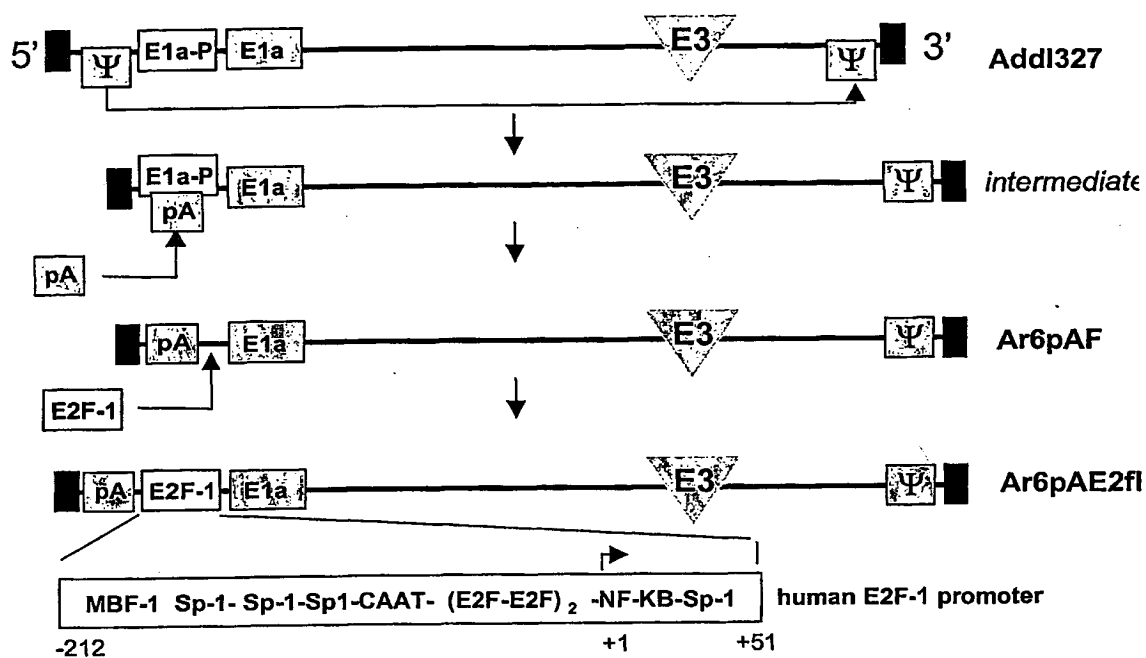 5' Ψ E1a-P E1a E3 Ψ 3' Addl327
E1a-P pA E1a E3 Ψ intermediate
pA
pA E1a E3 Ψ Ar6pAF
E2F-1
pA E2F-1 E1a E3 Ψ Ar6pAE2fF
MBF-1 Sp-1- Sp-1-Sp1-CAAT- (E2F-E2F) 2 -NF-KB-Sp-1 human E2F-1 promoter
-212 +1 +51